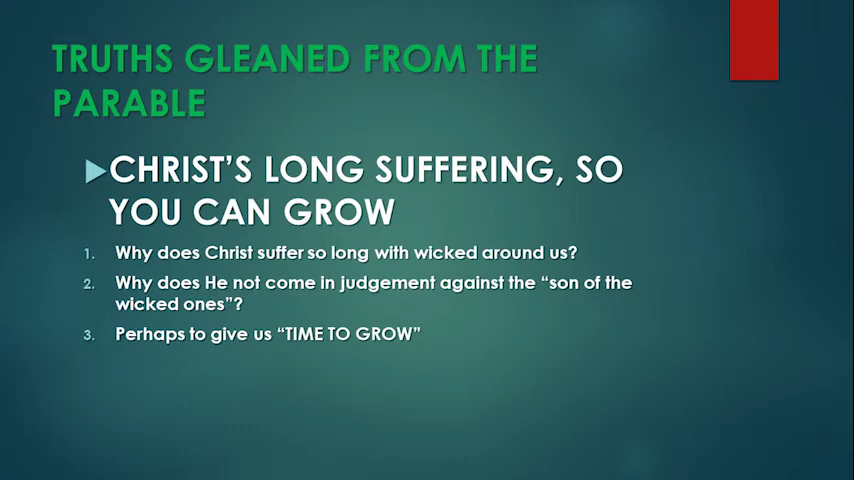 TRUTHS GLEANED FROM THE
PARABLE
CHRIST'S LONG SUFFERING, SO
YOU CAN GROW
1. Why does Christ suffer so long with wicked around us?
2. Why does He not come in judgement against the “son of the
wicked ones”?
3. Perhaps to give us “TIME TO GROW”